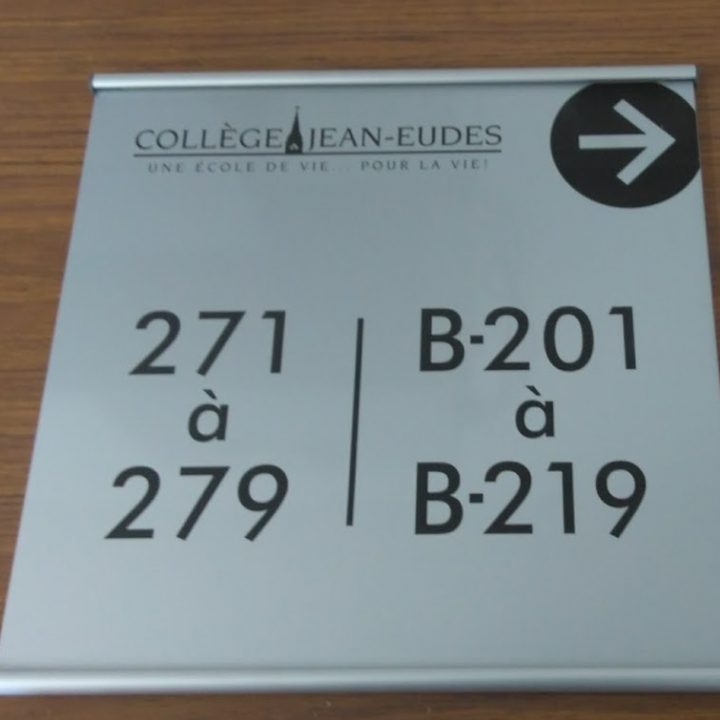 COLLÈGE JEAN-EUDES
UNE ÉCOLE DE VIE... POUR LA VIE!
271
à
279
B-201
à
B-219